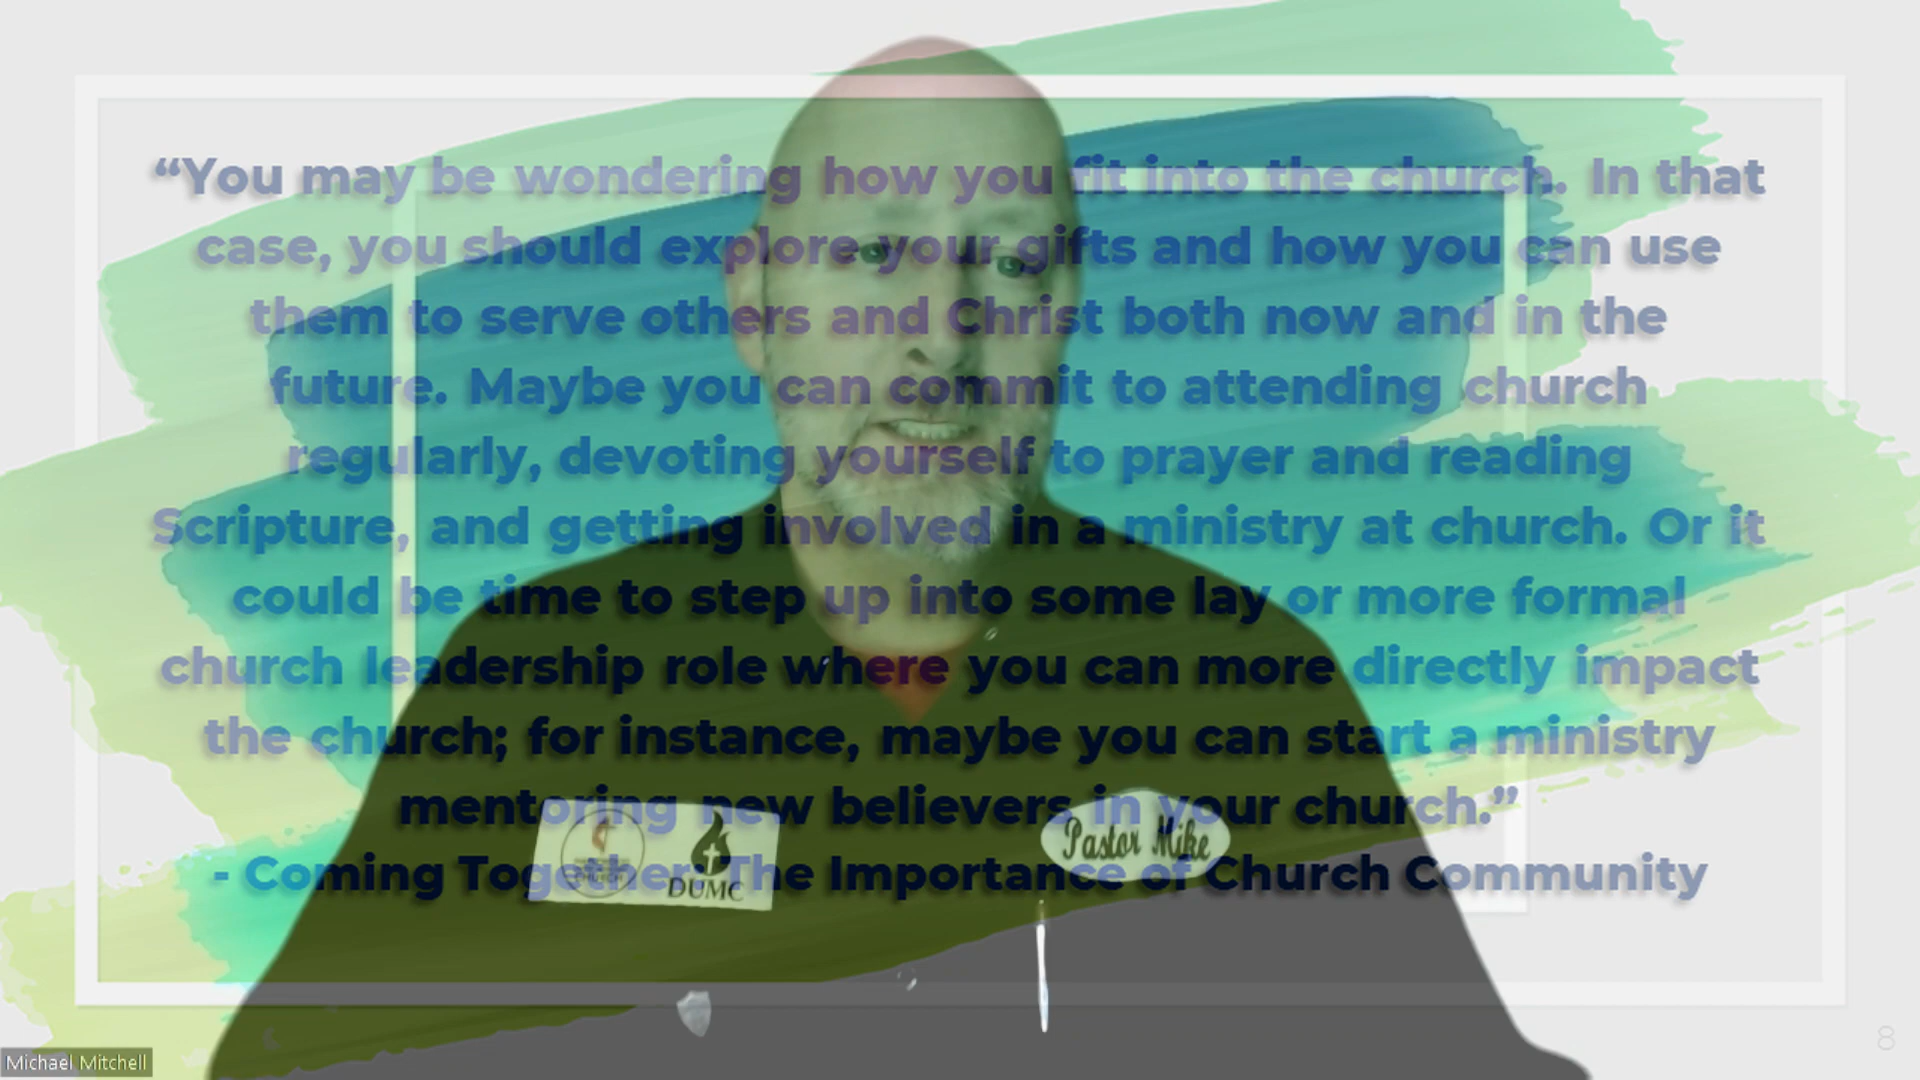 “You may be wondering how you fit into the church. In that
case, you should explore your gifts and how you can use
them to serve others and Christ both now and in the
future. Maybe you can commit to attending church
regularly, devoting yourself to prayer and reading
Scripture, and getting involved in a ministry at church. Or it
could be time to step up into some lay or more formal
church leadership role where you can more directly impact
the church; for instance, maybe you can start a ministry
mentoring new believers in your church.”
- Coming Together: The Importance of Church Community
Pastor Mike
CHURCH
DUMC
8
Michael Mitchell